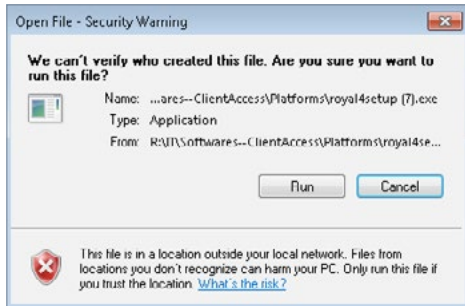 Open File - Security Warning
We can't verify who created this file. Are you sure you want to
run this file?
Name: ...ares--ClientAccess\Platforms\royal4setup (7).exe
Type: Application
From: R:\IT\Softwares--ClientAccess\Platforms\royal4se...
Run Cancel
This file is in a location outside your local network. Files from
locations you don't recognize can harm your PC. Only run this file if
you trust the location. What's the risk?